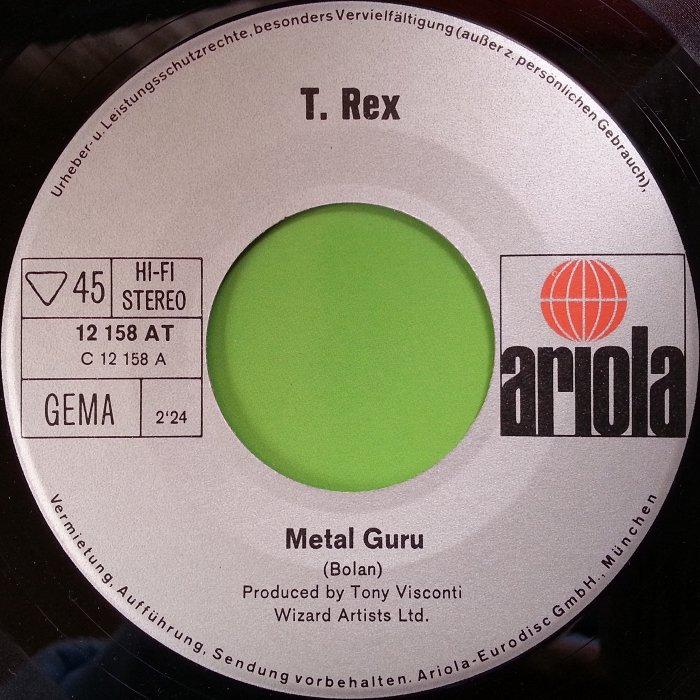 Urheber- u. Leistungsschutzrechte, besonders Vervielfältigung (außer z. persönlichen Gebrauch),
T. Rex
45
HI-FI
STEREO
12 158 AT
C 12 158 A
GEMA
2'24
ariola
Metal Guru
(Bolan)
Produced by Tony Visconti
Wizard Artists Ltd.
Vermietung, Aufführung, Sendung vorbehalten. Ariola-Eurodisc GmbH., München